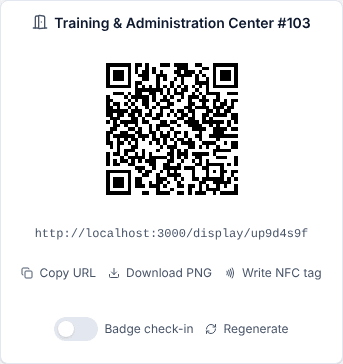 Training & Administration Center #103
http://localhost:3000/display/up9d4s9f
Copy URL Download PNG Write NFC tag
Badge check-in Regenerate